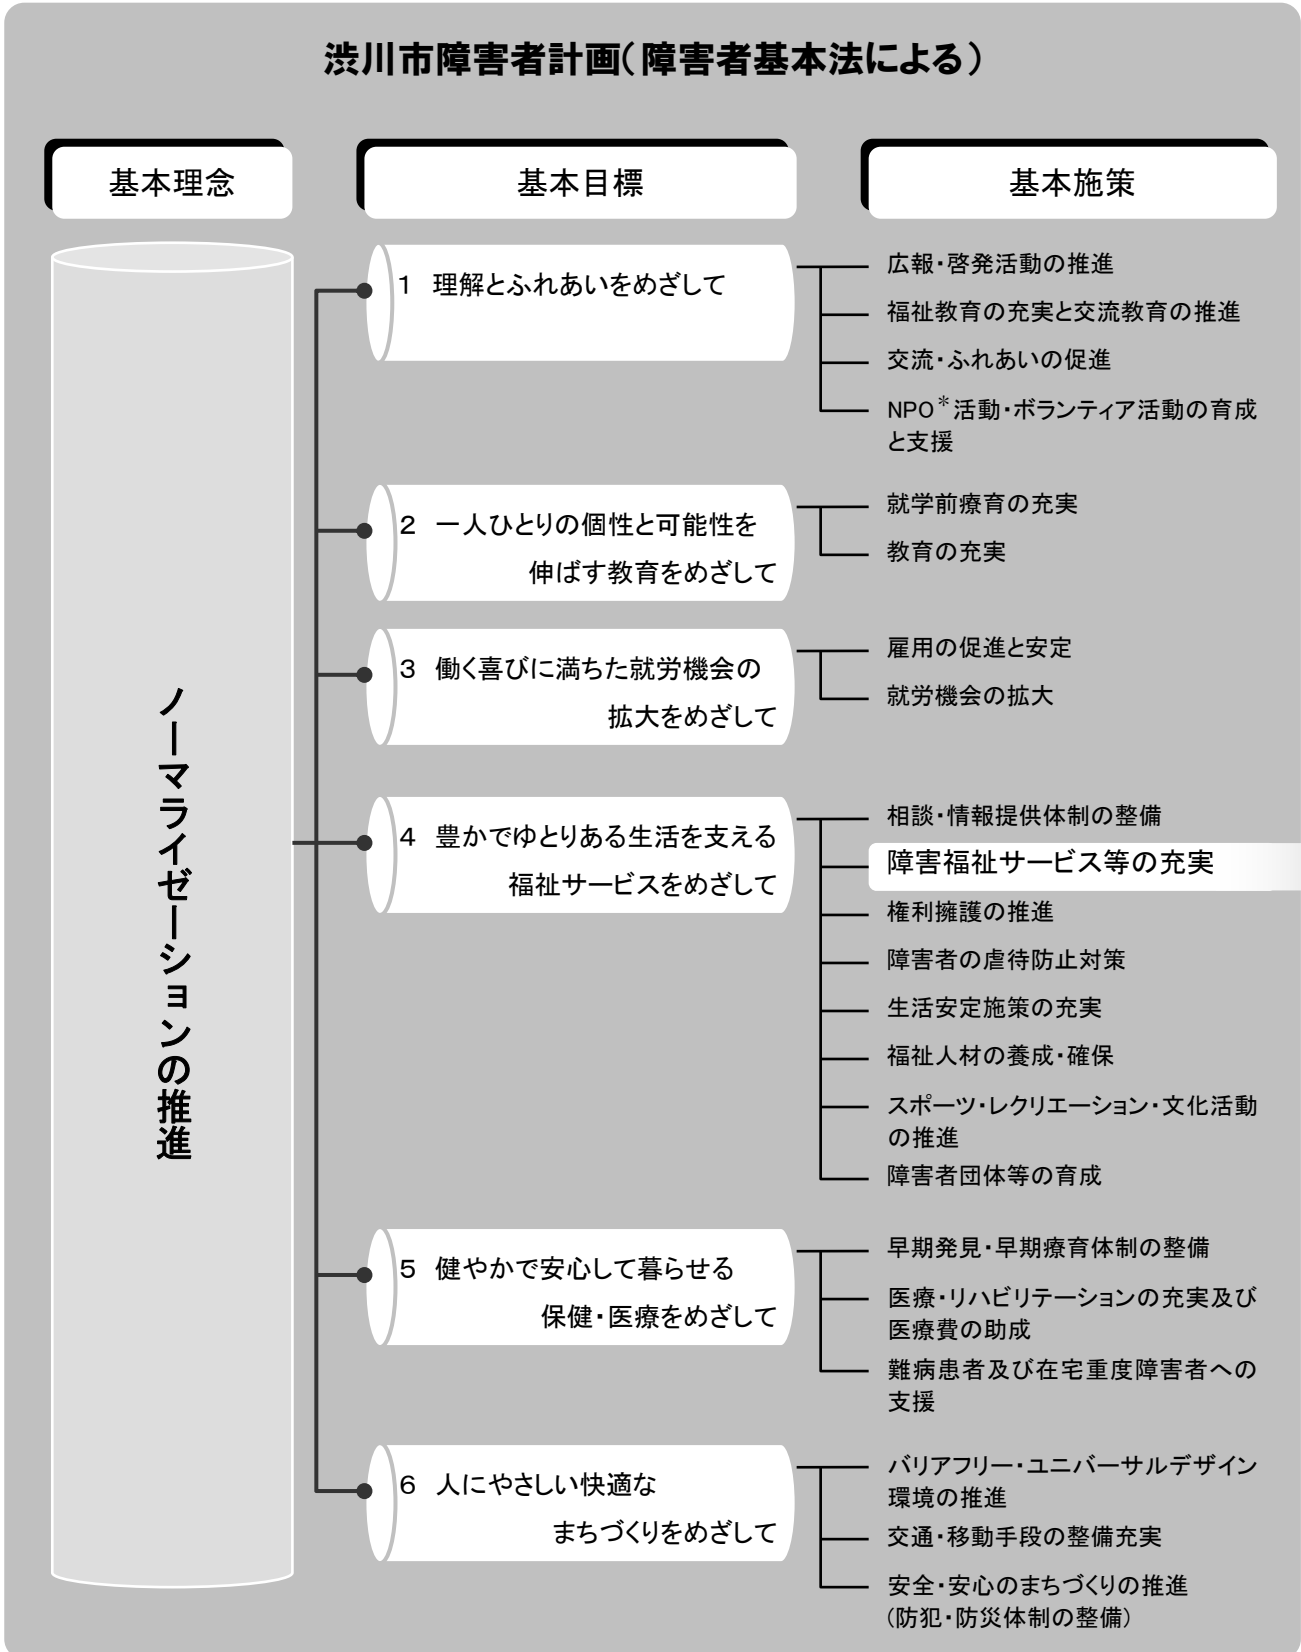 渋川市障害者計画(障害者基本法による)
基本理念
基本目標
基本施策
ノーマライゼーションの推進
1 理解とふれあいをめざして
広報・啓発活動の推進
福祉教育の充実と交流教育の推進
交流・ふれあいの促進
NPO＊活動・ボランティア活動の育成
と支援
2 一人ひとりの個性と可能性を
伸ばす教育をめざして
就学前療育の充実
教育の充実
3 働く喜びに満ちた就労機会の
拡大をめざして
雇用の促進と安定
就労機会の拡大
4 豊かでゆとりある生活を支える
福祉サービスをめざして
相談・情報提供体制の整備
障害福祉サービス等の充実
権利擁護の推進
障害者の虐待防止対策
生活安定施策の充実
福祉人材の養成・確保
スポーツ・レクリエーション・文化活動
の推進
障害者団体等の育成
5 健やかで安心して暮らせる
保健・医療をめざして
早期発見・早期療育体制の整備
医療・リハビリテーションの充実及び
医療費の助成
難病患者及び在宅重度障害者への
支援
6 人にやさしい快適な
まちづくりをめざして
バリアフリー・ユニバーサルデザイン
環境の推進
交通・移動手段の整備充実
安全・安心のまちづくりの推進
(防犯・防災体制の整備)